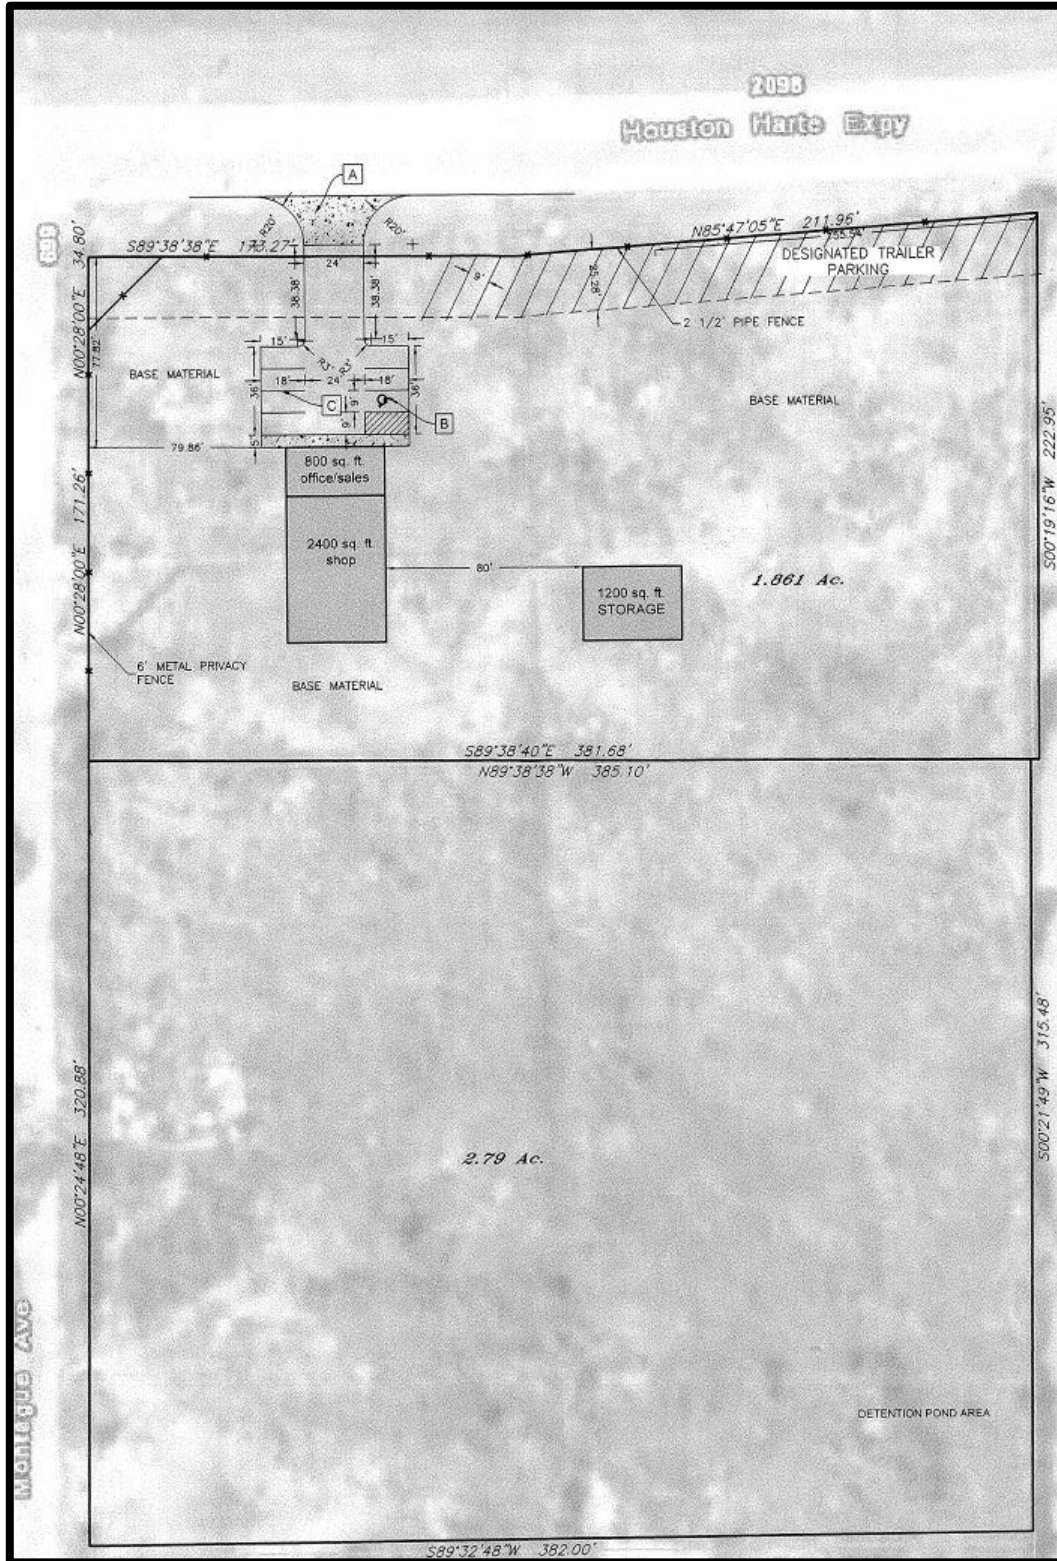 2098
Houston Harte Expy
A
690
R20'
R20'
S89°38'38"E 173.27'
N85°47'05"E 211.96'
34.80'
24'
DESIGNATED TRAILER
PARKING
9'
25.28'
38.38'
38.38'
N00°28'00"E
77.82'
2 1/2' PIPE FENCE
15'
15'
R3'
R3'
BASE MATERIAL
18'
24'
18'
36'
36'
C
9'
B
9'
BASE MATERIAL
5'
79.86'
800 sq. ft.
office/sales
N00°28'00"E 171.26'
2400 sq. ft.
shop
80'
1200 sq. ft.
STORAGE
1.861 Ac.
S00°19'16"W 222.95'
6' METAL PRIVACY
FENCE
BASE MATERIAL
S89°38'40"E 381.68'
N89°38'38"W 385.10'
N00°24'48"E 320.88'
S00°21'49"W 315.48'
2.79 Ac.
Montague Ave
DETENTION POND AREA
S89°32'48"W 382.00'